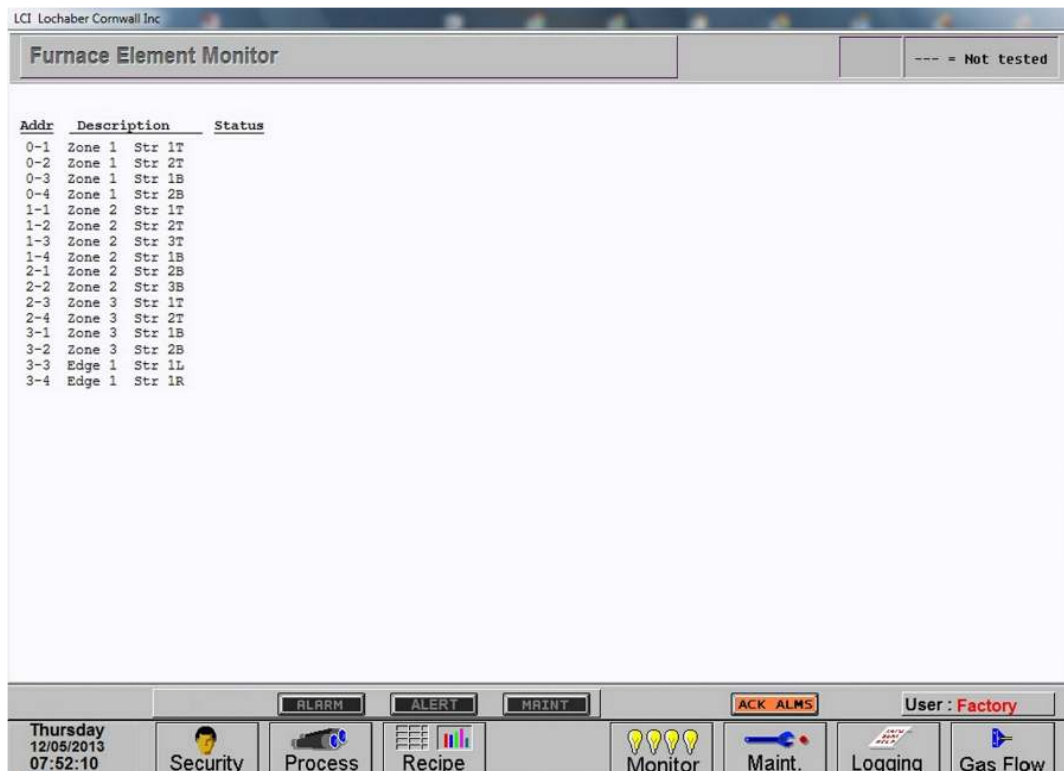 LCI Lochaber Cornwall Inc
Furnace Element Monitor
--- = Not tested
Addr Description Status
0-1 Zone 1 Str 1T
0-2 Zone 1 Str 2T
0-3 Zone 1 Str 1B
0-4 Zone 1 Str 2B
1-1 Zone 2 Str 1T
1-2 Zone 2 Str 2T
1-3 Zone 2 Str 3T
1-4 Zone 2 Str 1B
2-1 Zone 2 Str 2B
2-2 Zone 2 Str 3B
2-3 Zone 3 Str 1T
2-4 Zone 3 Str 2T
3-1 Zone 3 Str 1B
3-2 Zone 3 Str 2B
3-3 Edge 1 Str 1L
3-4 Edge 1 Str 1R
ALARM ALERT MAINT ACK ALMS User : Factory
Thursday
12/05/2013
07:52:10
Security Process Recipe Monitor Maint. Logging Gas Flow